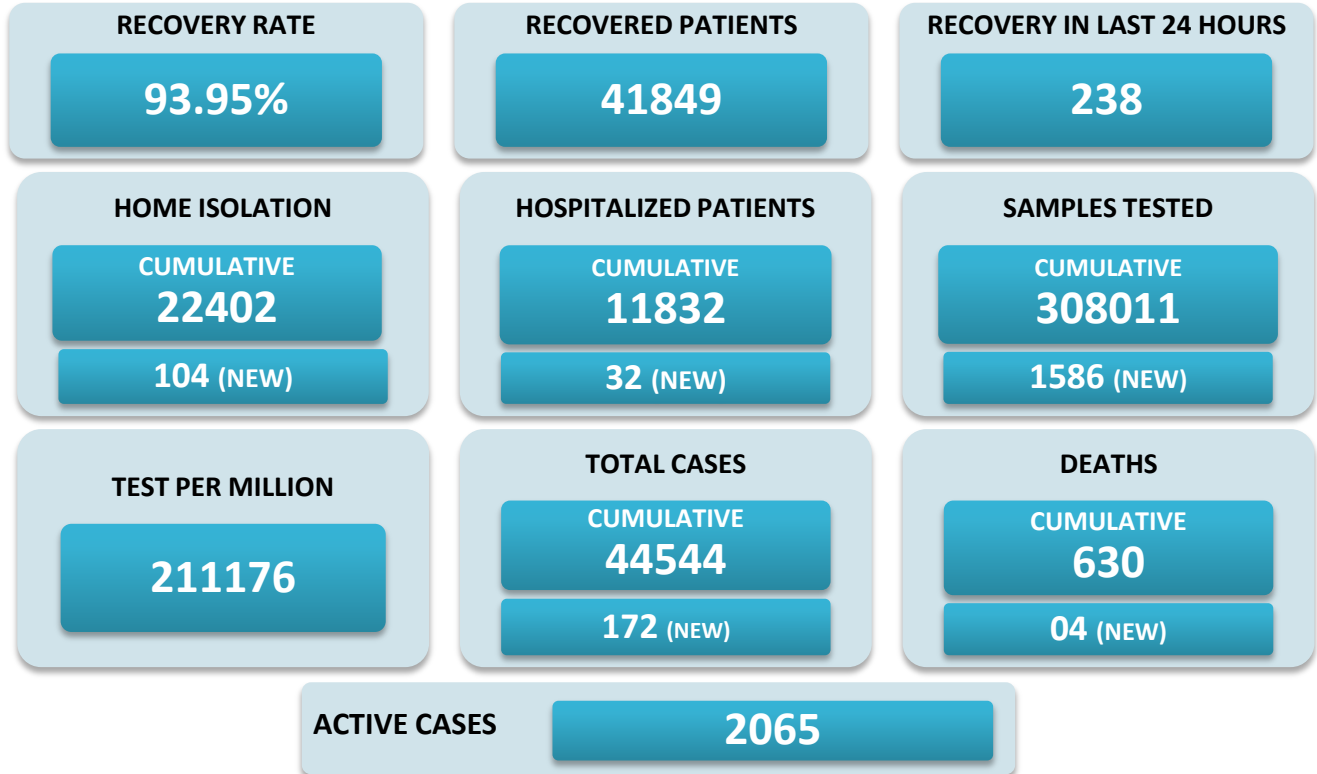 RECOVERY RATE
93.95%
RECOVERED PATIENTS
41849
RECOVERY IN LAST 24 HOURS
238
HOME ISOLATION
CUMULATIVE
22402
104 (NEW)
HOSPITALIZED PATIENTS
CUMULATIVE
11832
32 (NEW)
SAMPLES TESTED
CUMULATIVE
308011
1586 (NEW)
TEST PER MILLION
211176
TOTAL CASES
CUMULATIVE
44544
172 (NEW)
DEATHS
CUMULATIVE
630
04 (NEW)
ACTIVE CASES
2065